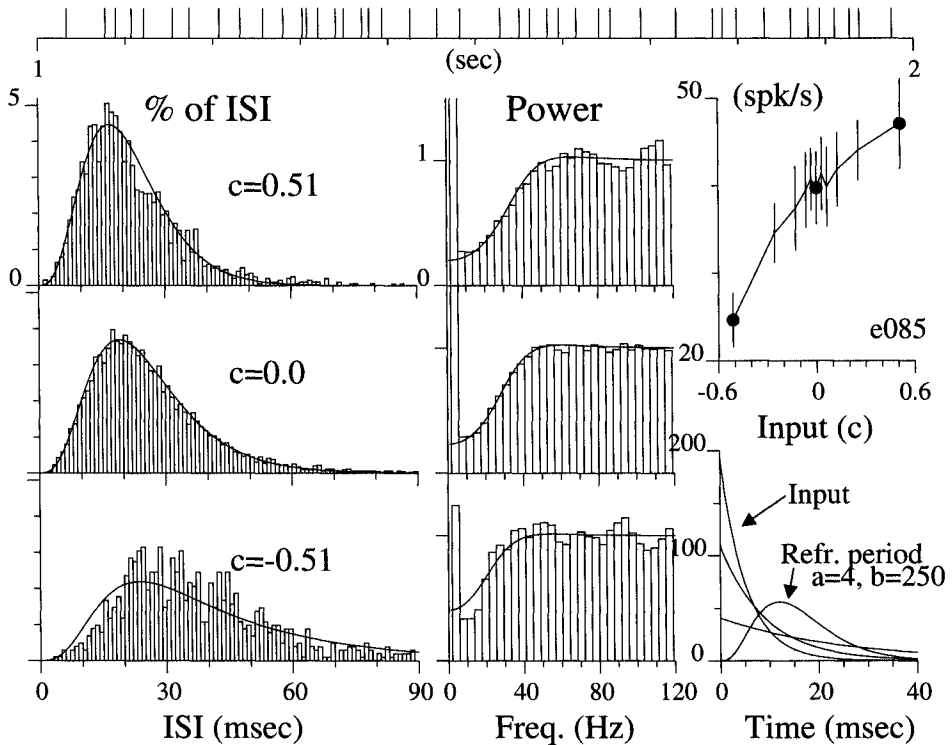 1 (sec) 2
5 % of ISI
c=0.51
0
c=0.0
c=-0.51
0 30 60 90
ISI (msec)
Power
1
0
0 40 80 120
Freq. (Hz)
50 (spk/s)
e085
20
-0.6 0 0.6
Input (c)
200
Input
100
Refr. period
a=4, b=250
0
0 20 40
Time (msec)